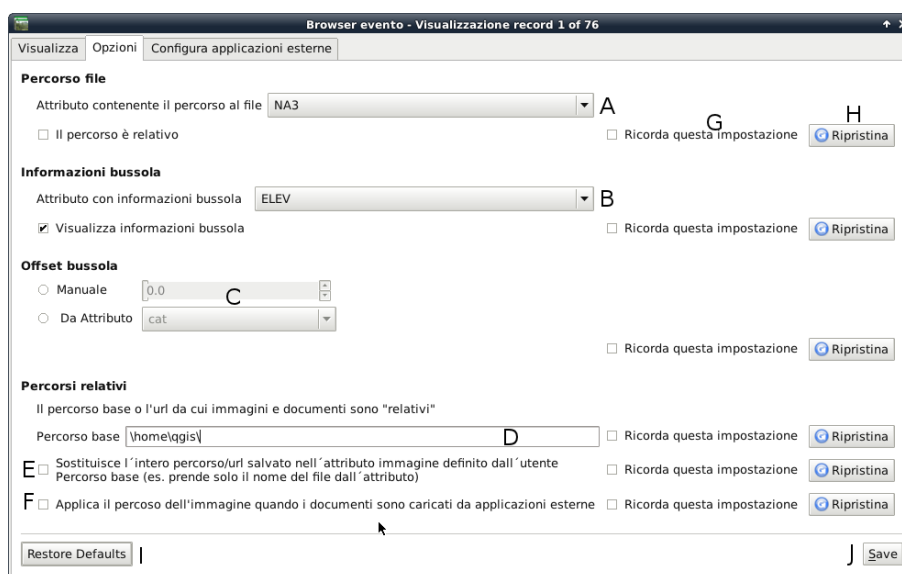 Browser evento - Visualizzazione record 1 of 76
Visualizza Opzioni Configura applicazioni esterne
Percorso file
Attributo contenente il percorso al file NA3 A
Il percorso è relativo G Ricorda questa impostazione H Ripristina
Informazioni bussola
Attributo con informazioni bussola ELEV B
Visualizza informazioni bussola Ricorda questa impostazione Ripristina
Offset bussola
Manuale 0.0 C
Da Attributo cat
Ricorda questa impostazione Ripristina
Percorsi relativi
Il percorso base o l'url da cui immagini e documenti sono "relativi"
Percorso base \home\qgis\ D Ricorda questa impostazione Ripristina
E Sostituisce l´intero percorso/url salvato nell´attributo immagine definito dall´utente
Percorso base (es. prende solo il nome del file dall´attributo) Ricorda questa impostazione Ripristina
F Applica il percoso dell'immagine quando i documenti sono caricati da applicazioni esterne Ricorda questa impostazione Ripristina
Restore Defaults I J Save